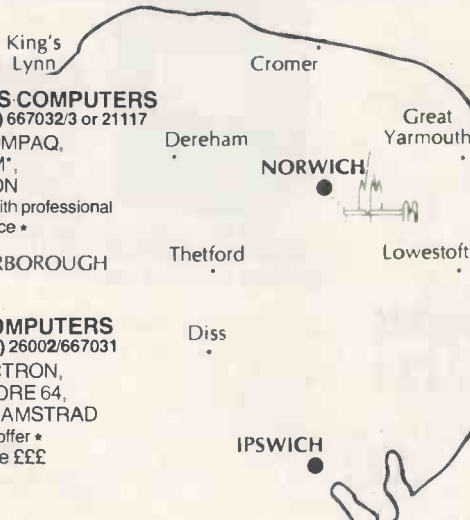 King's
Lynn
Cromer
S·COMPUTERS
) 667032/3 or 21117
MPAQ,
M*,
ON
ith professional
ce *
RBOROUGH
OMPUTERS
) 26002/667031
CTRON,
ORE 64,
AMSTRAD
offer *
e £££
Great
Yarmouth
Dereham
NORWICH
Thetford
Lowestoft
Diss
IPSWICH